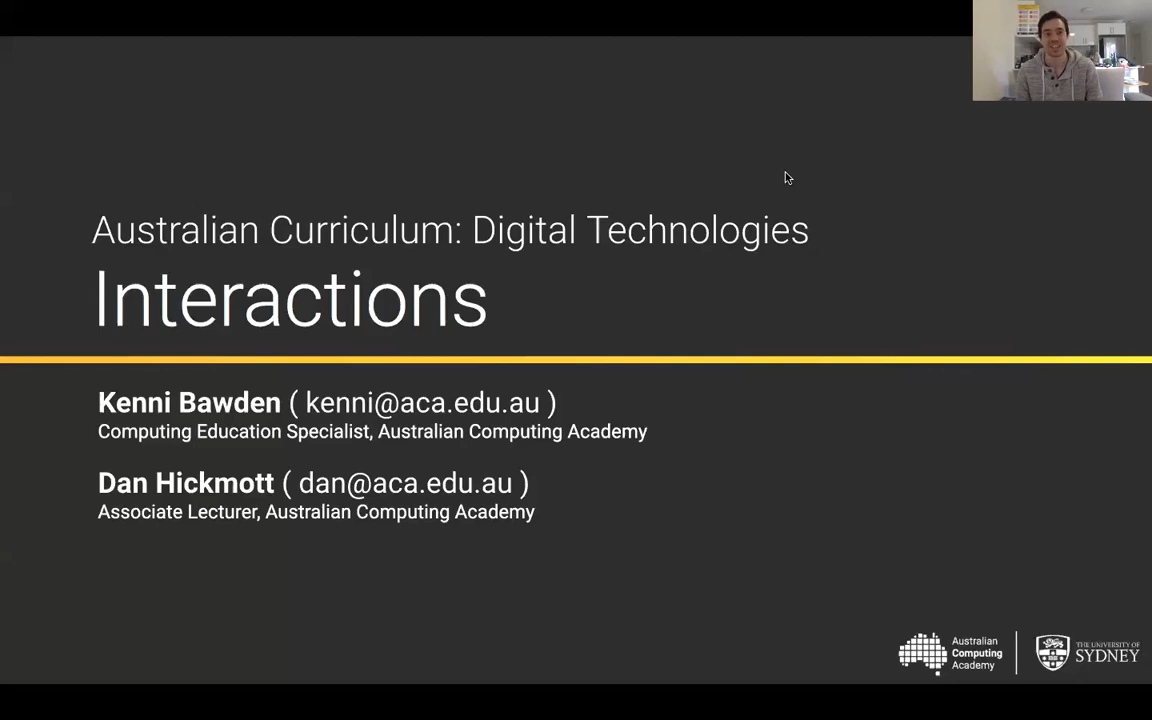 Australian Curriculum: Digital Technologies
Interactions
Kenni Bawden ( kenni@aca.edu.au )
Computing Education Specialist, Australian Computing Academy
Dan Hickmott ( dan@aca.edu.au )
Associate Lecturer, Australian Computing Academy
Australian
Computing
Academy
THE UNIVERSITY OF
SYDNEY